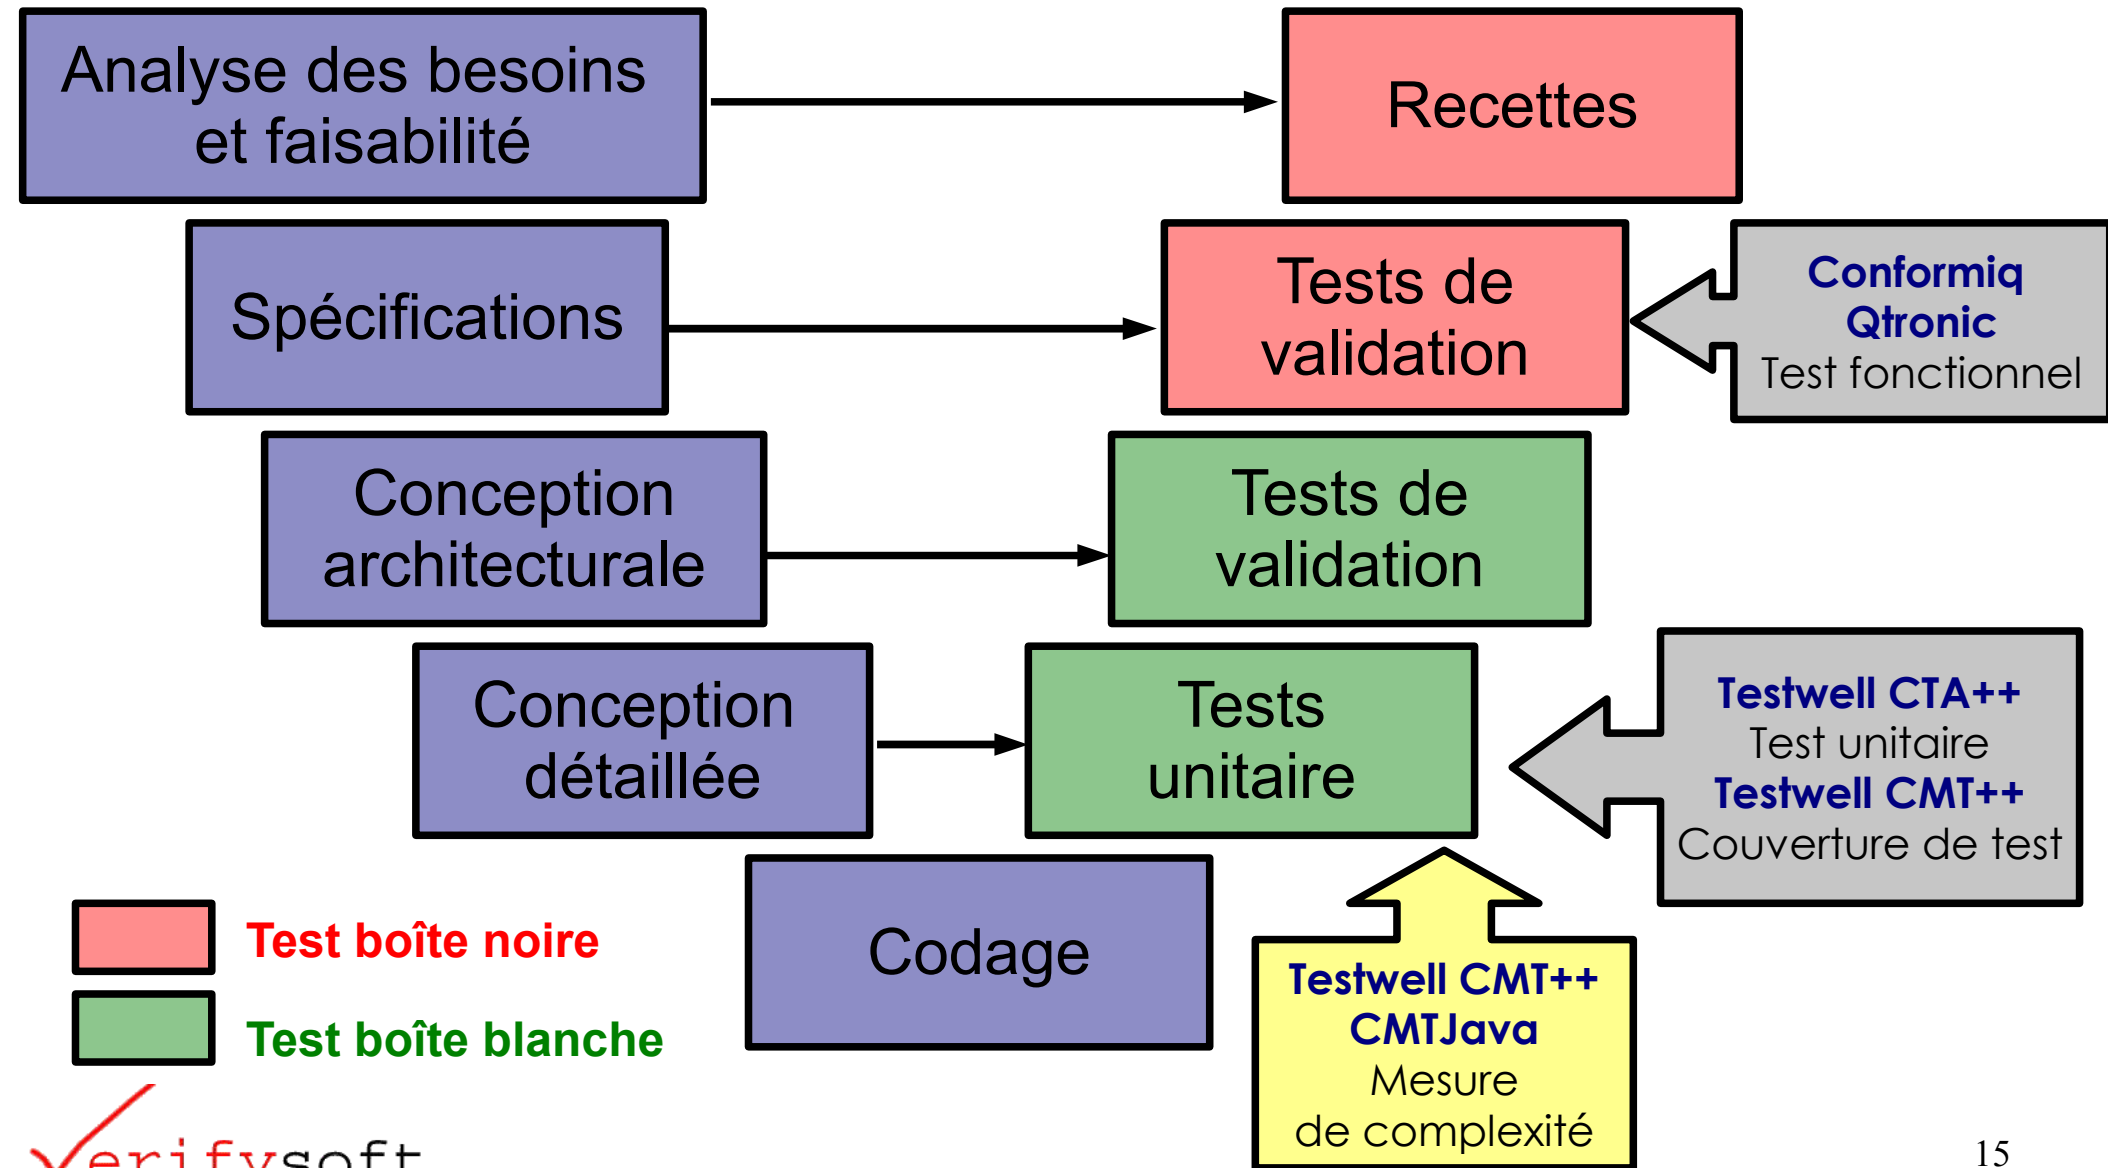 Analyse des besoins
et faisabilité
Recettes
Spécifications
Tests de
validation
Conformiq
Qtronic
Test fonctionnel
Conception
architecturale
Tests de
validation
Conception
détaillée
Tests
unitaire
Testwell CTA++
Test unitaire
Testwell CMT++
Couverture de test
Codage
Test boîte noire
Test boîte blanche
Testwell CMT++
CMTJava
Mesure
de complexité
Verifysoft
15